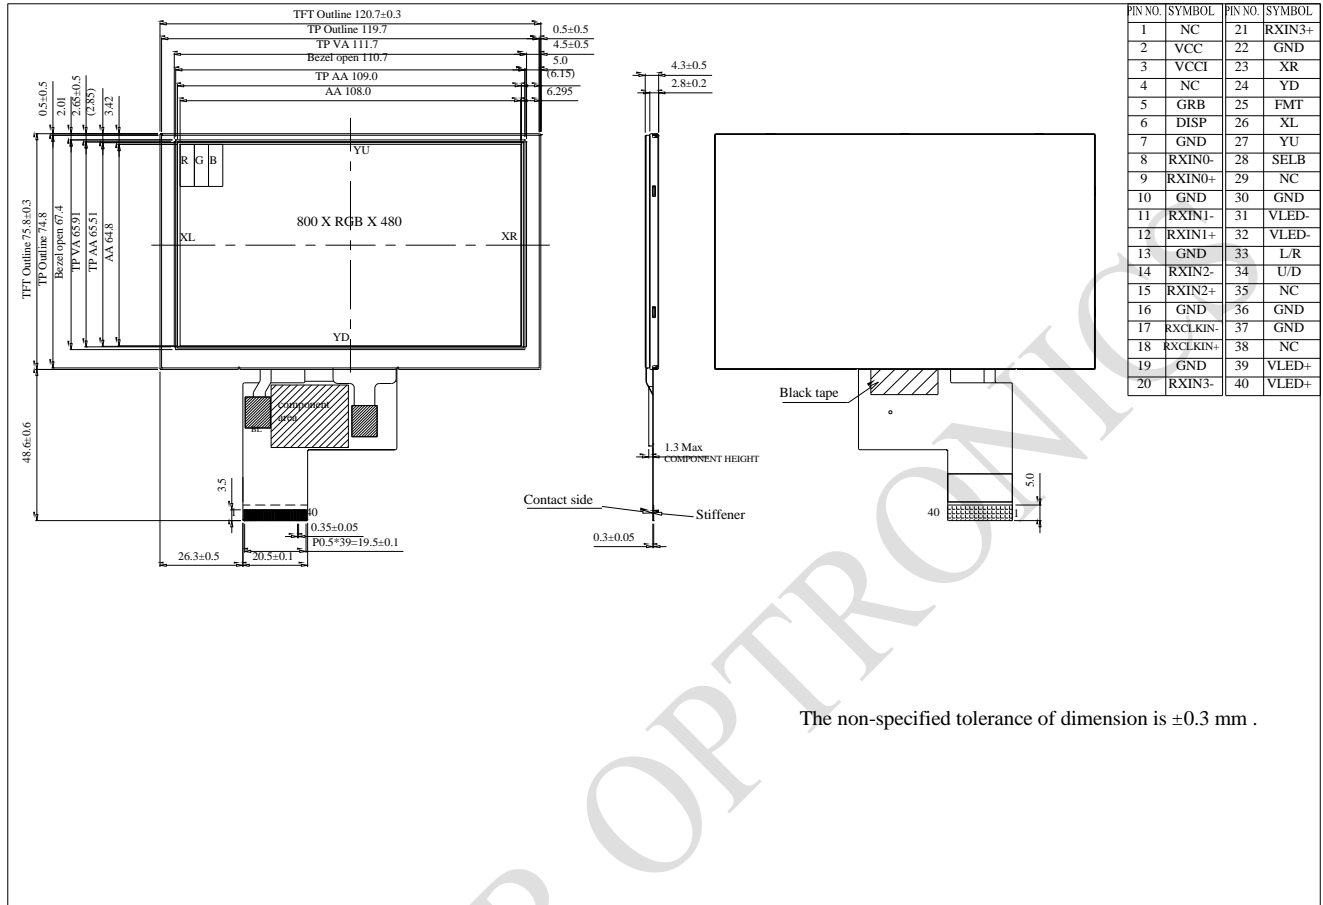 TFT Outline 120.7±0.3
TP Outline 119.7
TP VA 111.7
Bezel open 110.7
TP AA 109.0
AA 108.0
0.5±0.5
4.5±0.5
5.0
(6.15)
6.295
0.5±0.5
2.01
2.65±0.5
(2.85)
3.42
TFT Outline 75.8±0.3
TP Outline 74.8
Bezel open 67.4
TP VA 65.91
TP AA 65.51
AA 64.8
R G B
YU
800 X RGB X 480
XL
XR
YD
component
area
BL
48.6±0.6
3.5
1
40
0.35±0.05
P0.5*39=19.5±0.1
26.3±0.5
20.5±0.1
4.3±0.5
2.8±0.2
1.3 Max
COMPONENT HEIGHT
Contact side
Stiffener
0.3±0.05
Black tape
5.0
40
1
PIN NO. SYMBOL PIN NO. SYMBOL
1 NC 21 RXIN3+
2 VCC 22 GND
3 VCCI 23 XR
4 NC 24 YD
5 GRB 25 FMT
6 DISP 26 XL
7 GND 27 YU
8 RXIN0- 28 SELB
9 RXIN0+ 29 NC
10 GND 30 GND
11 RXIN1- 31 VLED-
12 RXIN1+ 32 VLED-
13 GND 33 L/R
14 RXIN2- 34 U/D
15 RXIN2+ 35 NC
16 GND 36 GND
17 RXCLKIN- 37 GND
18 RXCLKIN+ 38 NC
19 GND 39 VLED+
20 RXIN3- 40 VLED+
The non-specified tolerance of dimension is ±0.3 mm .
OPTRONICS